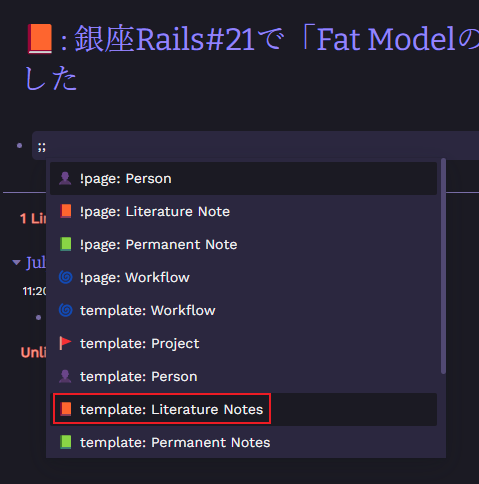 📕 : 銀座Rails#21で「Fat Modelの
した
;;
👤 !page: Person
📕 !page: Literature Note
📗 !page: Permanent Note
🌀 !page: Workflow
🌀 template: Workflow
🚩 template: Project
👤 template: Person
📕 template: Literature Notes
📗 template: Permanent Notes
1 Li
Jul
11:20
Unli